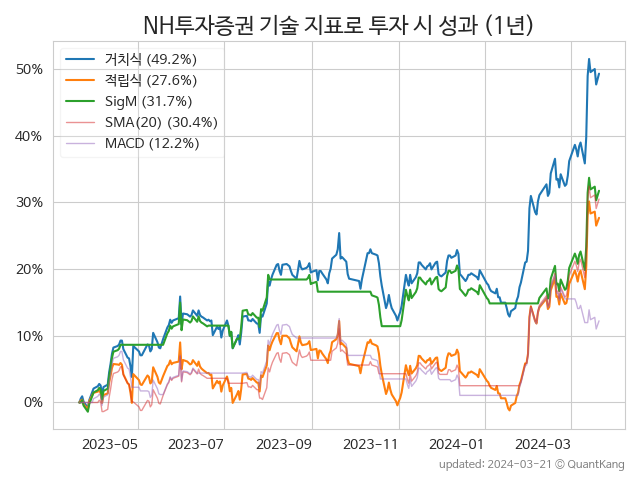 NH투자증권 기술 지표로 투자 시 성과 (1년)
거치식 (49.2%)
적립식 (27.6%)
SigM (31.7%)
SMA(20) (30.4%)
MACD (12.2%)
50%
40%
30%
20%
10%
0%
2023-05 2023-07 2023-09 2023-11 2024-01 2024-03
updated: 2024-03-21 © QuantKang